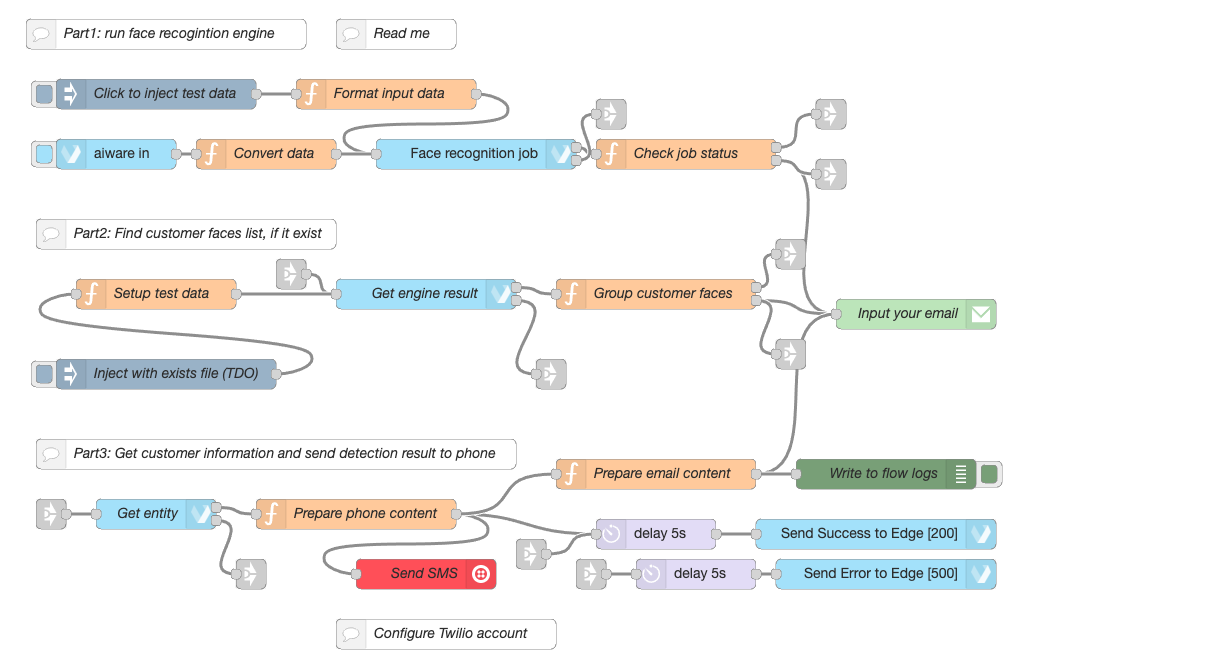 Part1: run face recogintion engine
Read me
Click to inject test data
Format input data
aiware in
Convert data
Face recognition job
Check job status
Part2: Find customer faces list, if it exist
Setup test data
Get engine result
Group customer faces
Input your email
Inject with exists file (TDO)
Part3: Get customer information and send detection result to phone
Prepare email content
Write to flow logs
Get entity
Prepare phone content
delay 5s
Send Success to Edge [200]
Send SMS
delay 5s
Send Error to Edge [500]
Configure Twilio account